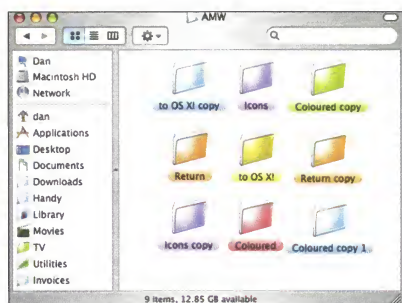 AMW
Dan
Macintosh HD
Network
dan
Applications
Desktop
Documents
Downloads
Handy
Library
Movies
TV
Utilities
Invoices
to OS X! copy
Icons
Coloured copy
Return
to OS X!
Return copy
Icons copy
Coloured
Coloured copy 1
9 items, 12.85 GB available